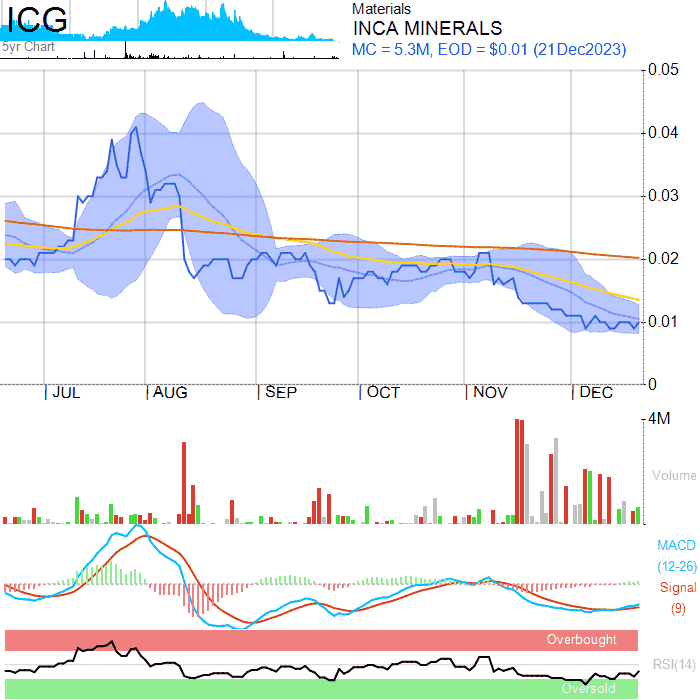 ICG
5yr Chart
Materials
INCA MINERALS
MC = 5.3M, EOD = $0.01 (21Dec2023)
0.05
0.04
0.03
0.02
0.01
0
JUL AUG SEP OCT NOV DEC
4M
Volume
MACD
(12-26)
Signal
(9)
Overbought
RSI(14)
Oversold